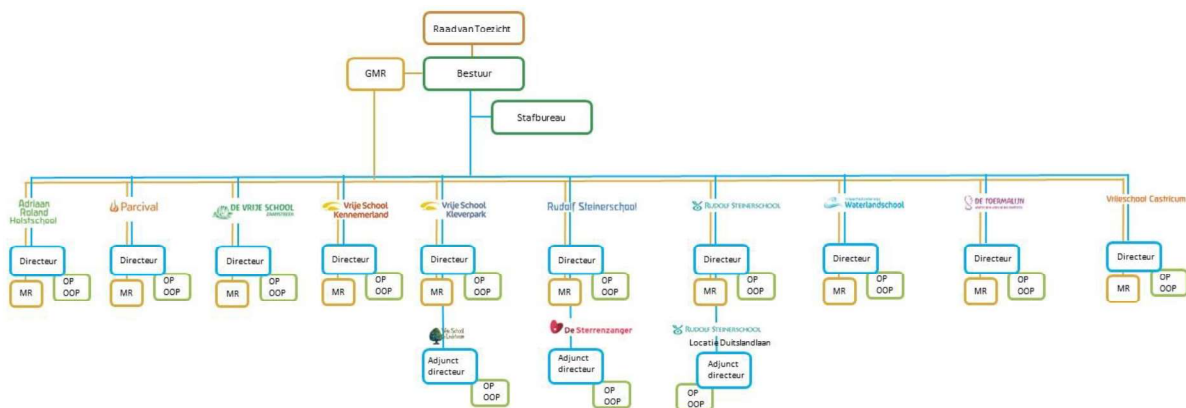 Raad van Toezicht
GMR
Bestuur
Stafbureau
Adriaan
Roland
Holstschool
Parcival
DE VRIJE SCHOOL
Vrije School
Kennemerland
Vrije School
Kleverpark
Rudolf Steinerschool
RUDOLF STEINERSCHOOL
Waterlandschool
DE TOERMALIJN
Vrijeschool Castricum
Directeur
Directeur
Directeur
Directeur
Directeur
Directeur
Directeur
Directeur
Directeur
Directeur
MR
OP
OOP
MR
OP
OOP
MR
OP
OOP
MR
OP
OOP
MR
OP
OOP
MR
OP
OOP
MR
OP
OOP
MR
OP
OOP
MR
OP
OOP
MR
OP
OOP
De Sterrenzanger
RUDOLF STEINERSCHOOL
Locatie Duitslandlaan
Adjunct
directeur
Adjunct
directeur
Adjunct
directeur
OP
OOP
OP
OOP
OP
OOP